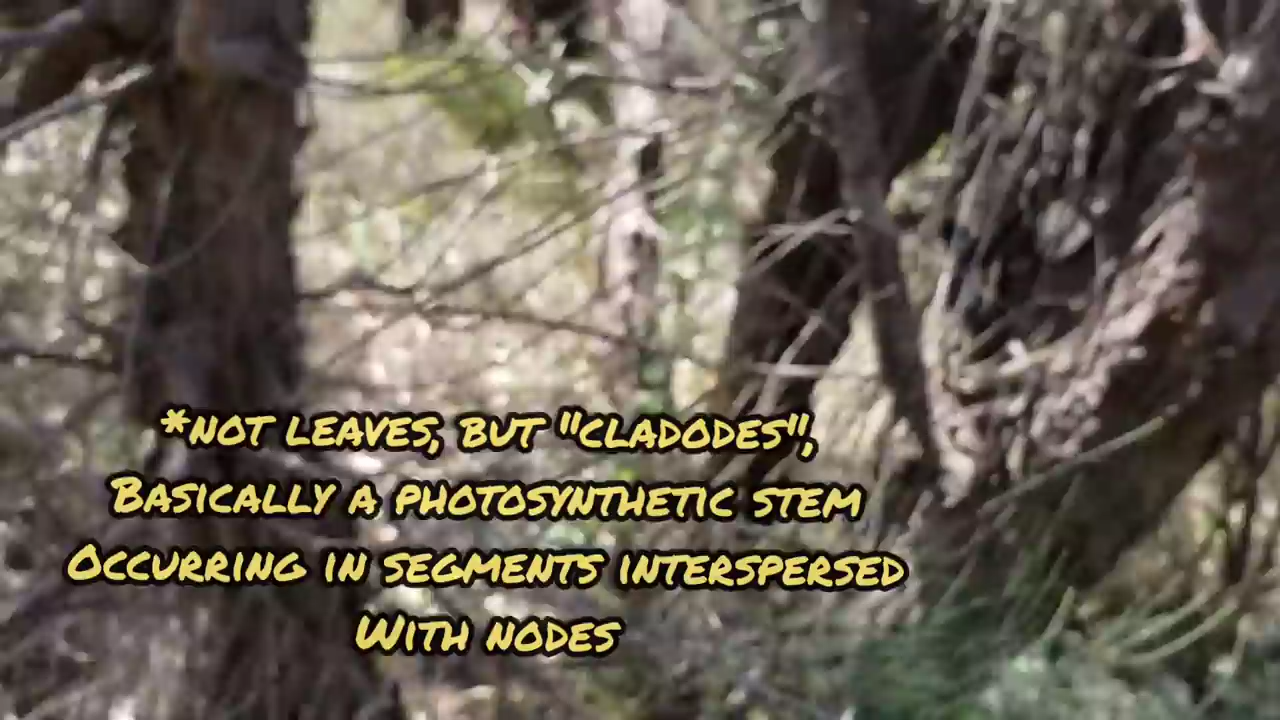 *NOT LEAVES, BUT "CLADODES",
BASICALLY A PHOTOSYNTHETIC STEM
OCCURRING IN SEGMENTS INTERSPERSED
WITH NODES